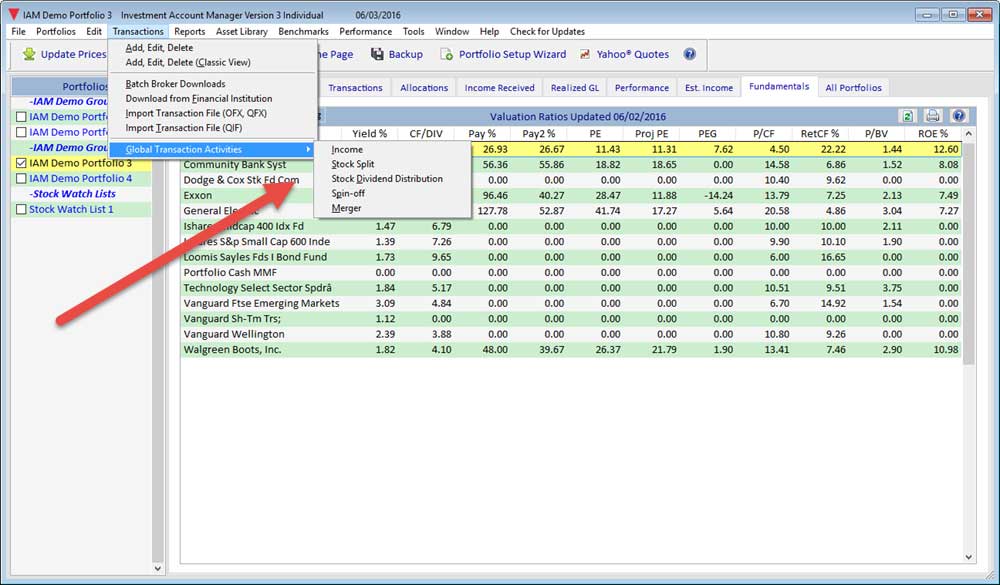 IAM Demo Portfolio 3 Investment Account Manager Version 3 Individual 06/03/2016
File Portfolios Edit Transactions Reports Asset Library Benchmarks Performance Tools Window Help Check for Updates
Update Prices me Page Backup Portfolio Setup Wizard Yahoo® Quotes
Add, Edit, Delete
Add, Edit, Delete (Classic View)
Batch Broker Downloads
Download from Financial Institution
Import Transaction File (OFX, QFX)
Import Transaction File (QIF)
Global Transaction Activities
Income
Stock Split
Stock Dividend Distribution
Spin-off
Merger
Portfolios
-IAM Demo Grou
IAM Demo Portf
IAM Demo Portf
-IAM Demo Grou
IAM Demo Portfolio 3
IAM Demo Portfolio 4
-Stock Watch Lists
Stock Watch List 1
Transactions Allocations Income Received Realized GL Performance Est. Income Fundamentals All Portfolios
Valuation Ratios Updated 06/02/2016
Yield % CF/DIV Pay % Pay2 % PE Proj PE PEG P/CF RetCF % P/BV ROE %
26.93 26.67 11.43 11.31 7.62 4.50 22.22 1.44 12.60
Community Bank Syst 56.36 55.86 18.82 18.65 0.00 14.58 6.86 1.52 8.08
Dodge & Cox Stk Fd Com 0.00 0.00 0.00 0.00 0.00 10.40 9.62 0.00 0.00
Exxon 96.46 40.27 28.47 11.88 -14.24 13.79 7.25 2.13 7.49
General Elec 127.78 52.87 41.74 17.27 5.64 20.58 4.86 3.04 7.27
Ishares Midcap 400 Idx Fd 1.47 6.79 0.00 0.00 0.00 0.00 0.00 10.00 10.00 2.11 0.00
Ishares S&p Small Cap 600 Inde 1.39 7.26 0.00 0.00 0.00 0.00 0.00 9.90 10.10 1.90 0.00
Loomis Sayles Fds I Bond Fund 1.73 9.65 0.00 0.00 0.00 0.00 0.00 6.00 16.65 0.00 0.00
Portfolio Cash MMF 0.00 0.00 0.00 0.00 0.00 0.00 0.00 0.00 0.00 0.00 0.00
Technology Select Sector Spdrâ 1.84 5.17 0.00 0.00 0.00 0.00 0.00 10.51 9.51 3.75 0.00
Vanguard Ftse Emerging Markets 3.09 4.84 0.00 0.00 0.00 0.00 0.00 6.70 14.92 1.54 0.00
Vanguard Sh-Tm Trs; 1.12 0.00 0.00 0.00 0.00 0.00 0.00 0.00 0.00 0.00 0.00
Vanguard Wellington 2.39 3.88 0.00 0.00 0.00 0.00 0.00 10.80 9.26 0.00 0.00
Walgreen Boots, Inc. 1.82 4.10 48.00 39.67 26.37 21.79 1.90 13.41 7.46 2.90 10.98